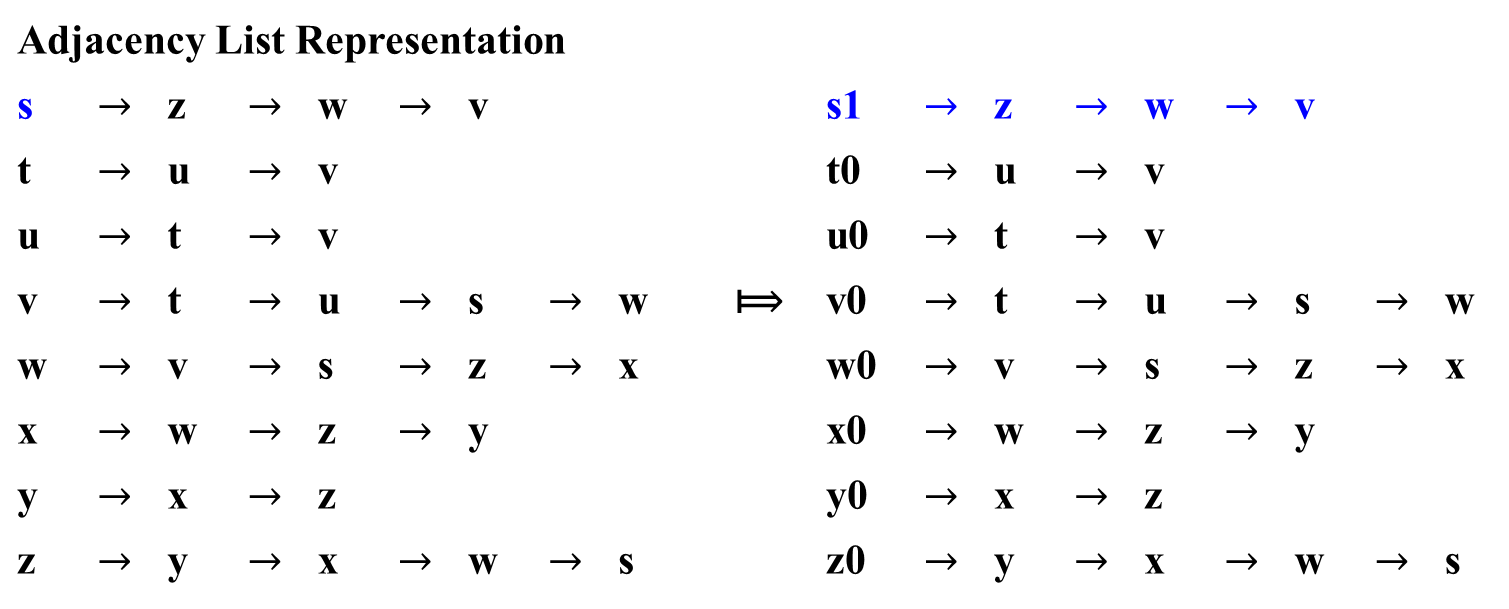 Adjacency List Representation
s → z → w → v s1 → z → w → v
t → u → v t0 → u → v
u → t → v u0 → t → v
v → t → u → s → w ⟾ v0 → t → u → s → w
w → v → s → z → x w0 → v → s → z → x
x → w → z → y x0 → w → z → y
y → x → z y0 → x → z
z → y → x → w → s z0 → y → x → w → s